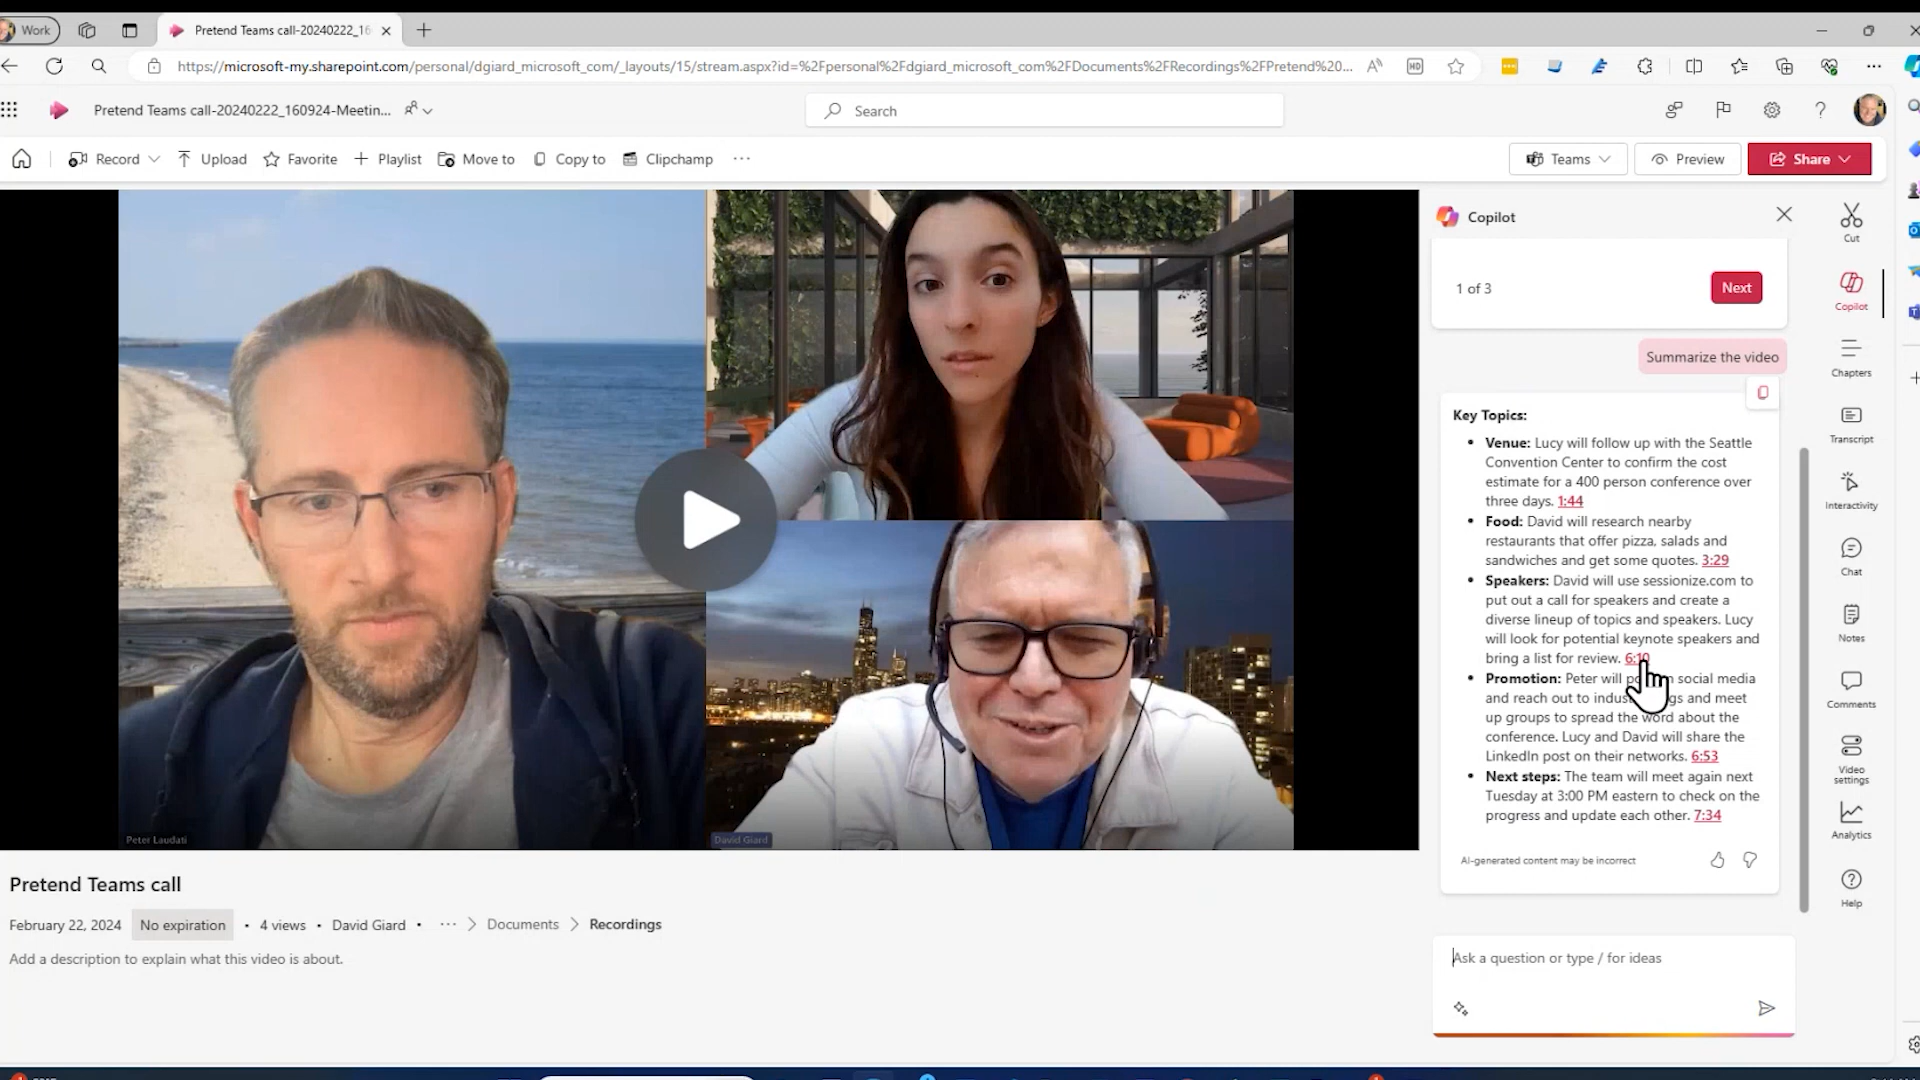 Work
Pretend Teams call-20240222_16
https://microsoft-my.sharepoint.com/personal/dgiard_microsoft_com/_layouts/15/stream.aspx?id=%2Fpersonal%2Fdgiard_microsoft_com%2FDocuments%2FRecordings%2FPretend%20...
Pretend Teams call-20240222_160924-Meetin...
Search
Record
Upload
Favorite
Playlist
Move to
Copy to
Clipchamp
Teams
Preview
Share
Peter Laudati
David Giard
Copilot
1 of 3
Next
Summarize the video
Key Topics:
• Venue: Lucy will follow up with the Seattle
Convention Center to confirm the cost
estimate for a 400 person conference over
three days. 1:44
• Food: David will research nearby
restaurants that offer pizza, salads and
sandwiches and get some quotes. 3:29
• Speakers: David will use sessionize.com to
put out a call for speakers and create a
diverse lineup of topics and speakers. Lucy
will look for potential keynote speakers and
bring a list for review. 6:10
• Promotion: Peter will social media
and reach out to and meet
up groups to spread the word about the
conference. Lucy and David will share the
LinkedIn post on their networks. 6:53
• Next steps: The team will meet again next
Tuesday at 3:00 PM eastern to check on the
progress and update each other. 7:34
AI-generated content may be incorrect
Ask a question or type / for ideas
Cut
Copilot
Chapters
Transcript
Interactivity
Chat
Notes
Comments
Video
settings
Analytics
Help
Pretend Teams call
February 22, 2024 No expiration • 4 views • David Giard • ··· > Documents > Recordings
Add a description to explain what this video is about.